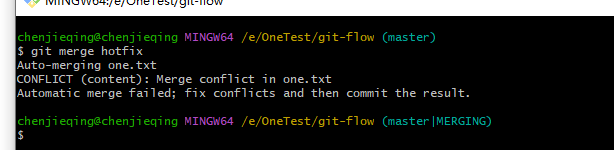 MINGW64:/e/OneTest/git-flow
chenjieqing@chenjieqing MINGW64 /e/OneTest/git-flow (master)
$ git merge hotfix
Auto-merging one.txt
CONFLICT (content): Merge conflict in one.txt
Automatic merge failed; fix conflicts and then commit the result.
chenjieqing@chenjieqing MINGW64 /e/OneTest/git-flow (master|MERGING)
$